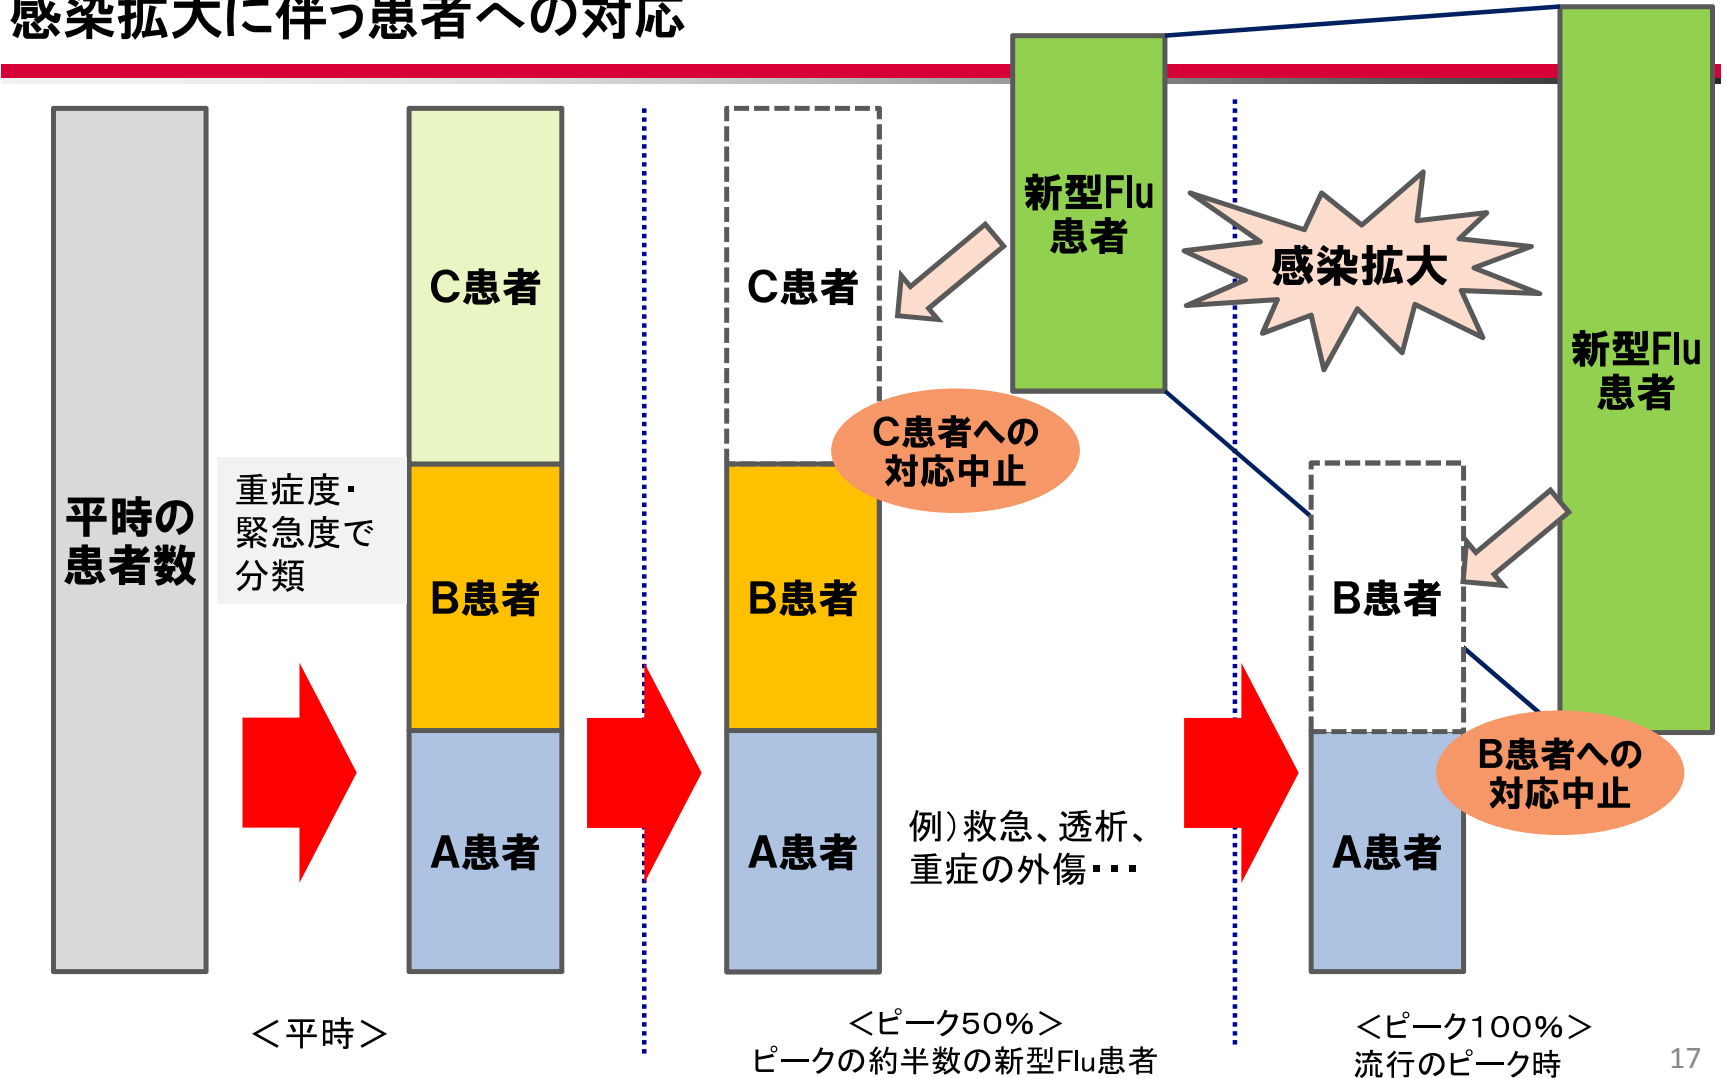 感染拡大に伴う患者への対応
平時の
患者数
重症度・
緊急度で
分類
C患者
B患者
A患者
＜平時＞
C患者
B患者
A患者
新型Flu
患者
C患者への
対応中止
例）救急、透析、
重症の外傷・・・
＜ピーク５０％＞
ピークの約半数の新型Flu患者
感染拡大
新型Flu
患者
B患者
A患者
B患者への
対応中止
＜ピーク１００％＞
流行のピーク時
17